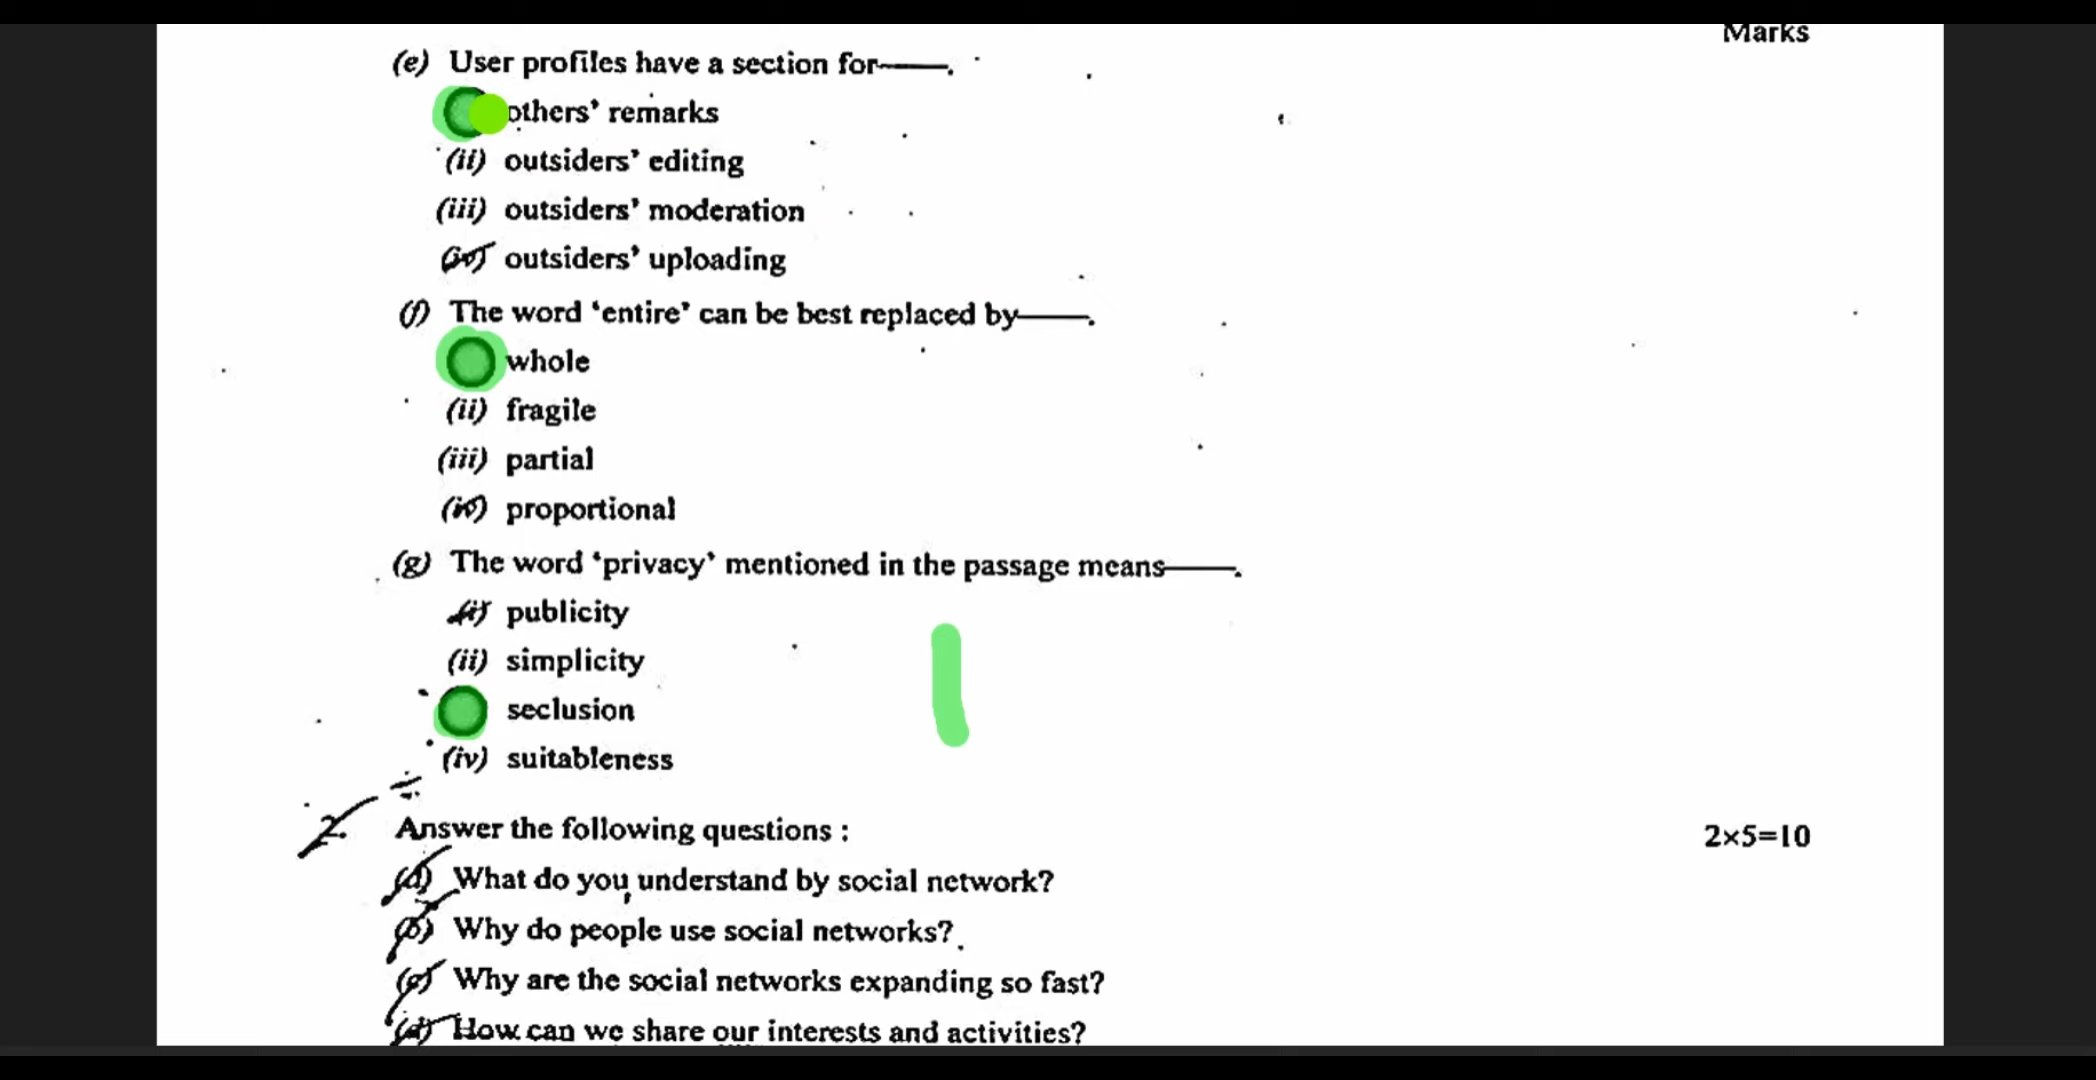 Marks
(e) User profiles have a section for——.
others' remarks
(ii) outsiders' editing
(iii) outsiders' moderation
(iv) outsiders' uploading
(f) The word 'entire' can be best replaced by——.
whole
(ii) fragile
(iii) partial
(iv) proportional
(g) The word 'privacy' mentioned in the passage means——.
(i) publicity
(ii) simplicity
seclusion
(iv) suitableness
2. Answer the following questions : 2×5=10
(a) What do you understand by social network?
(b) Why do people use social networks?
(c) Why are the social networks expanding so fast?
(d) How can we share our interests and activities?